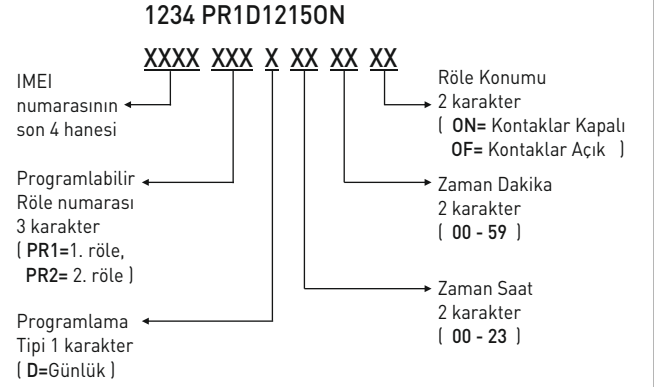 1234 PR1D1215ON
XXXX XXX X XX XX XX
IMEI
numarasının
son 4 hanesi
Programlabilir
Röle numarası
3 karakter
( PR1=1. röle,
PR2= 2. röle )
Programlama
Tipi 1 karakter
( D=Günlük )
Röle Konumu
2 karakter
( ON= Kontaklar Kapalı
OF= Kontaklar Açık )
Zaman Dakika
2 karakter
( 00 - 59 )
Zaman Saat
2 karakter
( 00 - 23 )